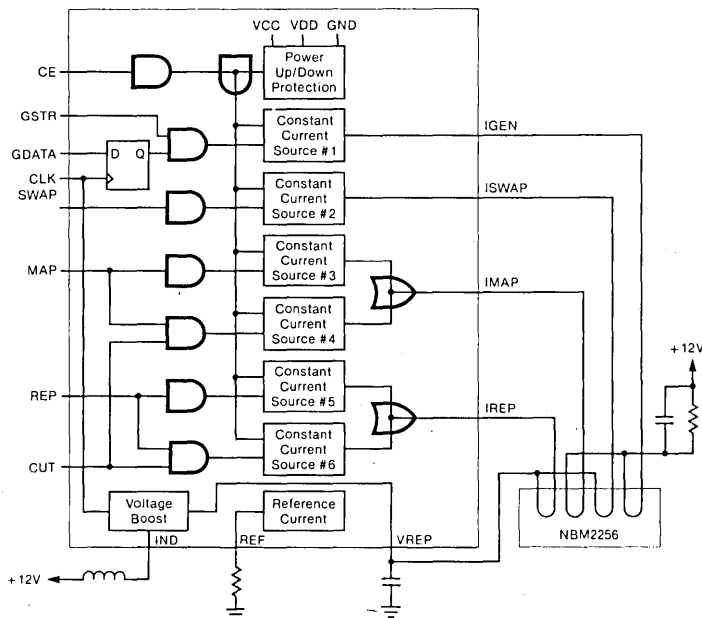 VCC VDD GND
CE
Power
Up/Down
Protection
GSTR
GDATA
D Q
CLK
SWAP
Constant
Current
Source #1
IGEN
Constant
Current
Source #2
ISWAP
MAP
Constant
Current
Source #3
IMAP
Constant
Current
Source #4
REP
Constant
Current
Source #5
IREP
CUT
Constant
Current
Source #6
+12V
Voltage
Boost
Reference
Current
NBM2256
IND
REF
VREP
+12V